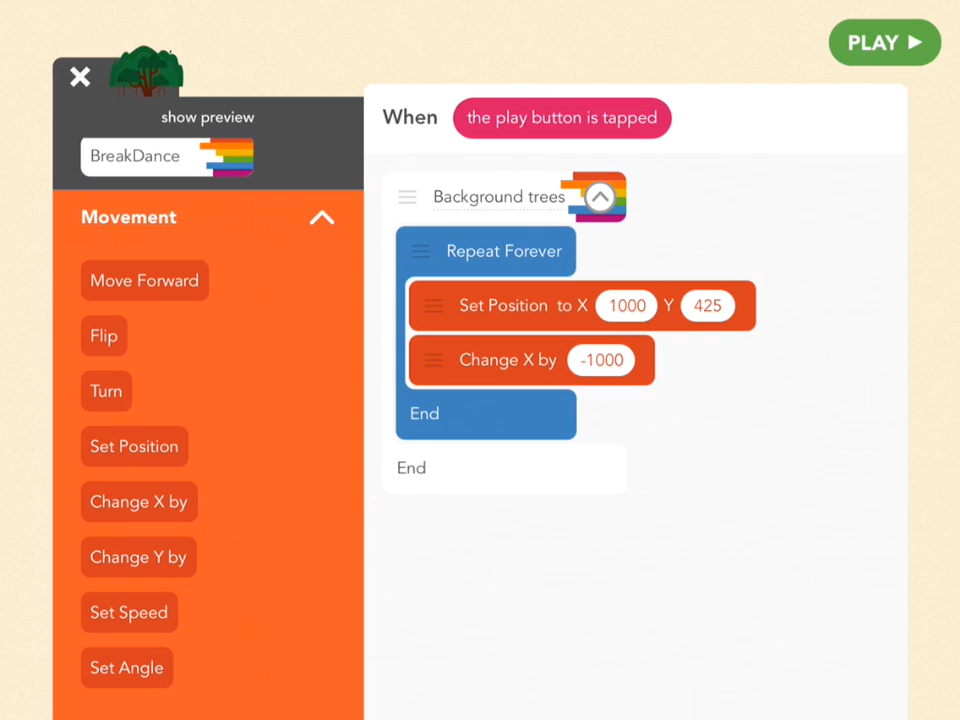 PLAY
show preview
BreakDance
Movement
Move Forward
Flip
Turn
Set Position
Change X by
Change Y by
Set Speed
Set Angle
When the play button is tapped
Background trees
Repeat Forever
Set Position to X 1000 Y 425
Change X by -1000
End
End